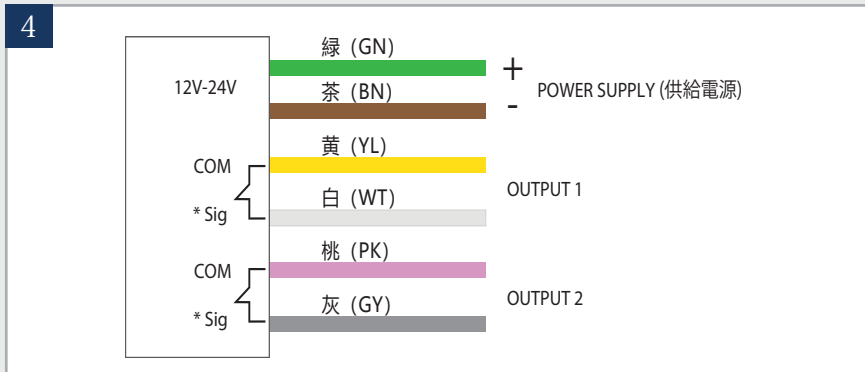 4
緑 (GN)
12V-24V
+
茶 (BN)
-
POWER SUPPLY (供給電源)
黄 (YL)
COM
白 (WT)
* Sig
OUTPUT 1
桃 (PK)
COM
灰 (GY)
* Sig
OUTPUT 2